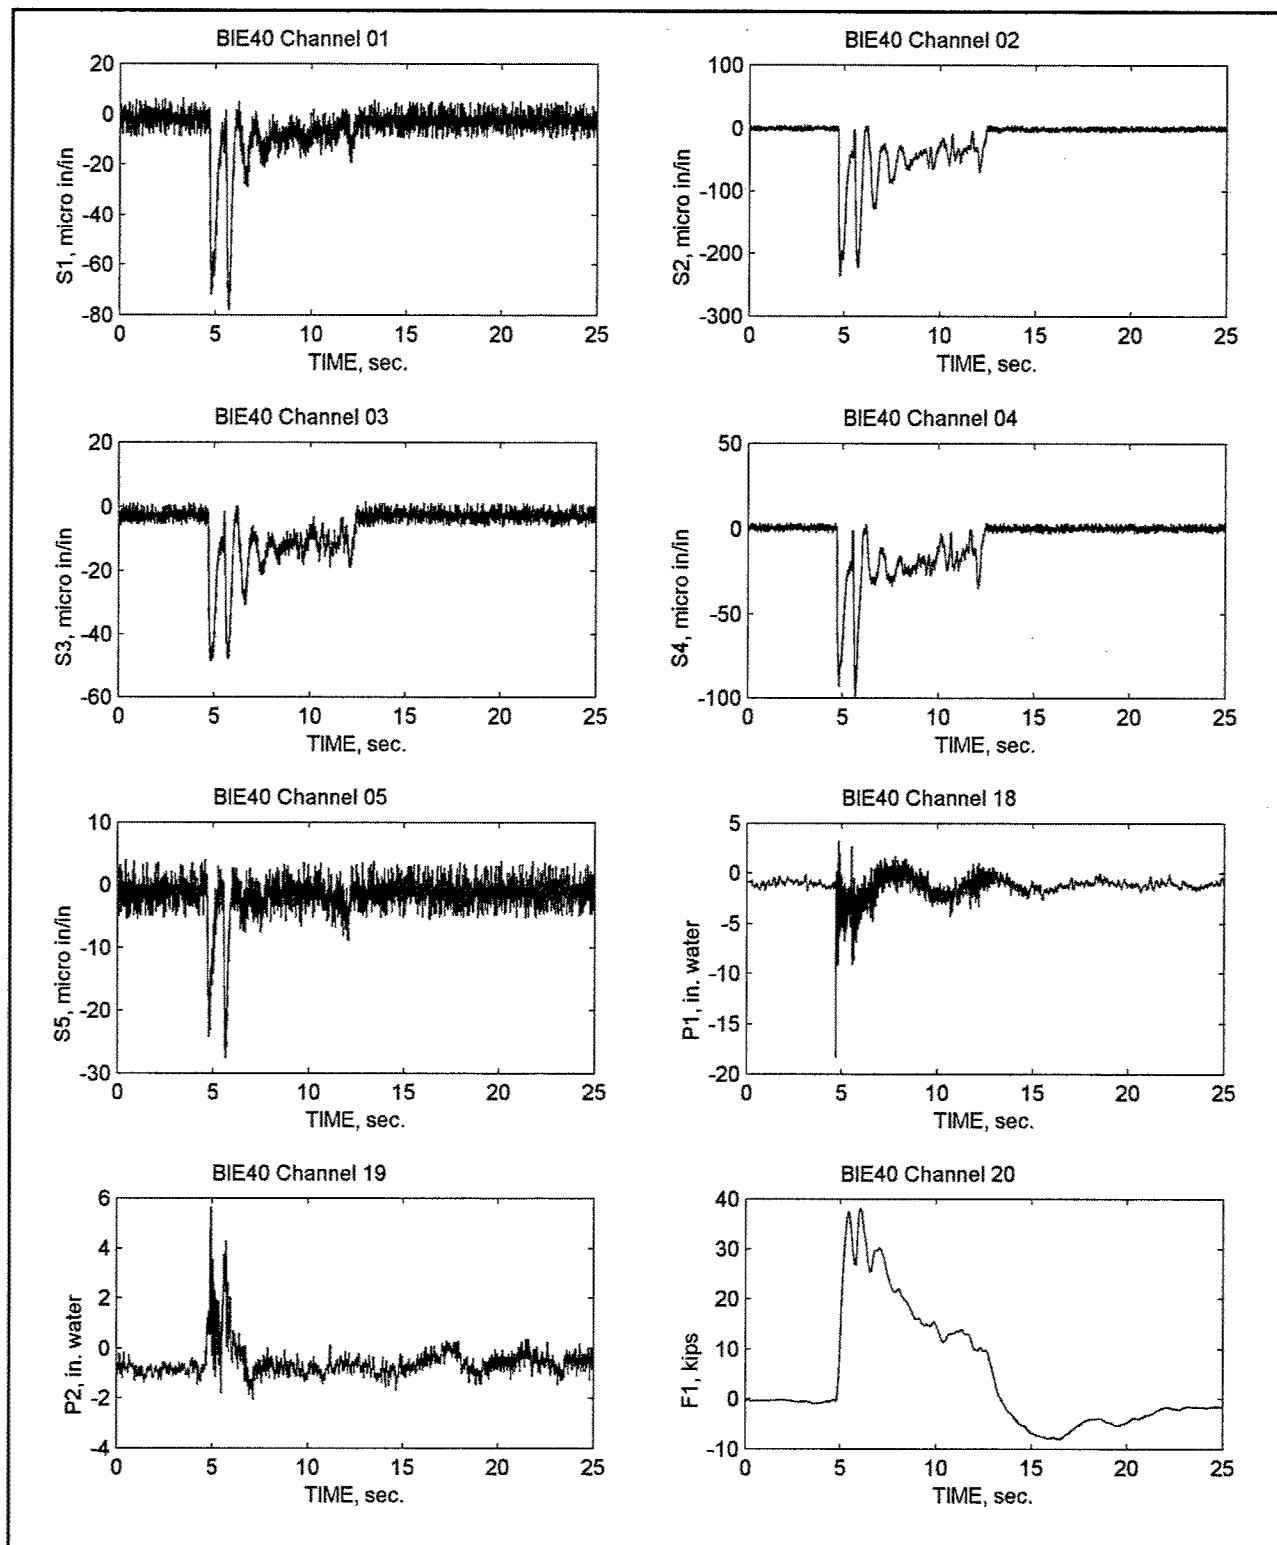 BIE40 Channel 01
20
0
-20
-40
-60
-80
S1, micro in/in
0 5 10 15 20 25
TIME, sec.
BIE40 Channel 02
100
0
-100
-200
-300
S2, micro in/in
0 5 10 15 20 25
TIME, sec.
BIE40 Channel 03
20
0
-20
-40
-60
S3, micro in/in
0 5 10 15 20 25
TIME, sec.
BIE40 Channel 04
50
0
-50
-100
S4, micro in/in
0 5 10 15 20 25
TIME, sec.
BIE40 Channel 05
10
0
-10
-20
-30
S5, micro in/in
0 5 10 15 20 25
TIME, sec.
BIE40 Channel 18
5
0
-5
-10
-15
-20
P1, in. water
0 5 10 15 20 25
TIME, sec.
BIE40 Channel 19
6
4
2
0
-2
-4
P2, in. water
0 5 10 15 20 25
TIME, sec.
BIE40 Channel 20
40
30
20
10
0
-10
F1, kips
0 5 10 15 20 25
TIME, sec.